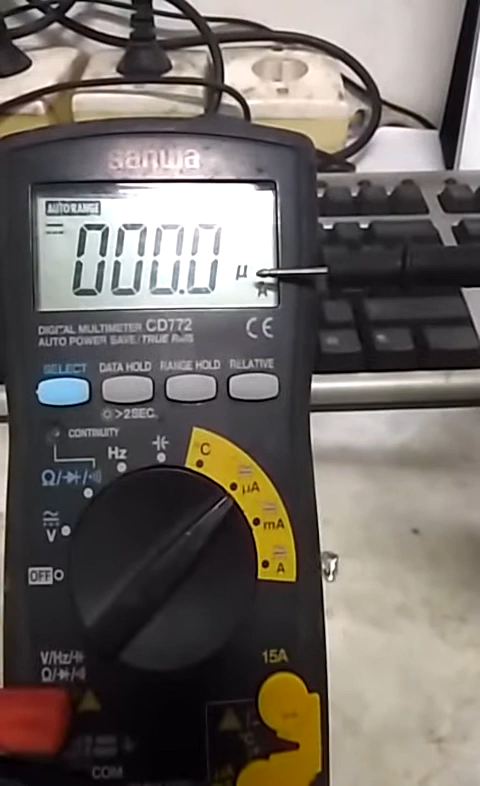 sanwa
AUTO RANGE
000.0 μ
A
DIGITAL MULTIMETER CD772
AUTO POWER SAVE/TRUE RMS
CE
SELECT DATA HOLD RANGE HOLD RELATIVE
>2SEC.
CONTINUITY
Hz
°C
Ω
μA
mA
V
A
OFF
V/Hz/
Ω/
15A
COM